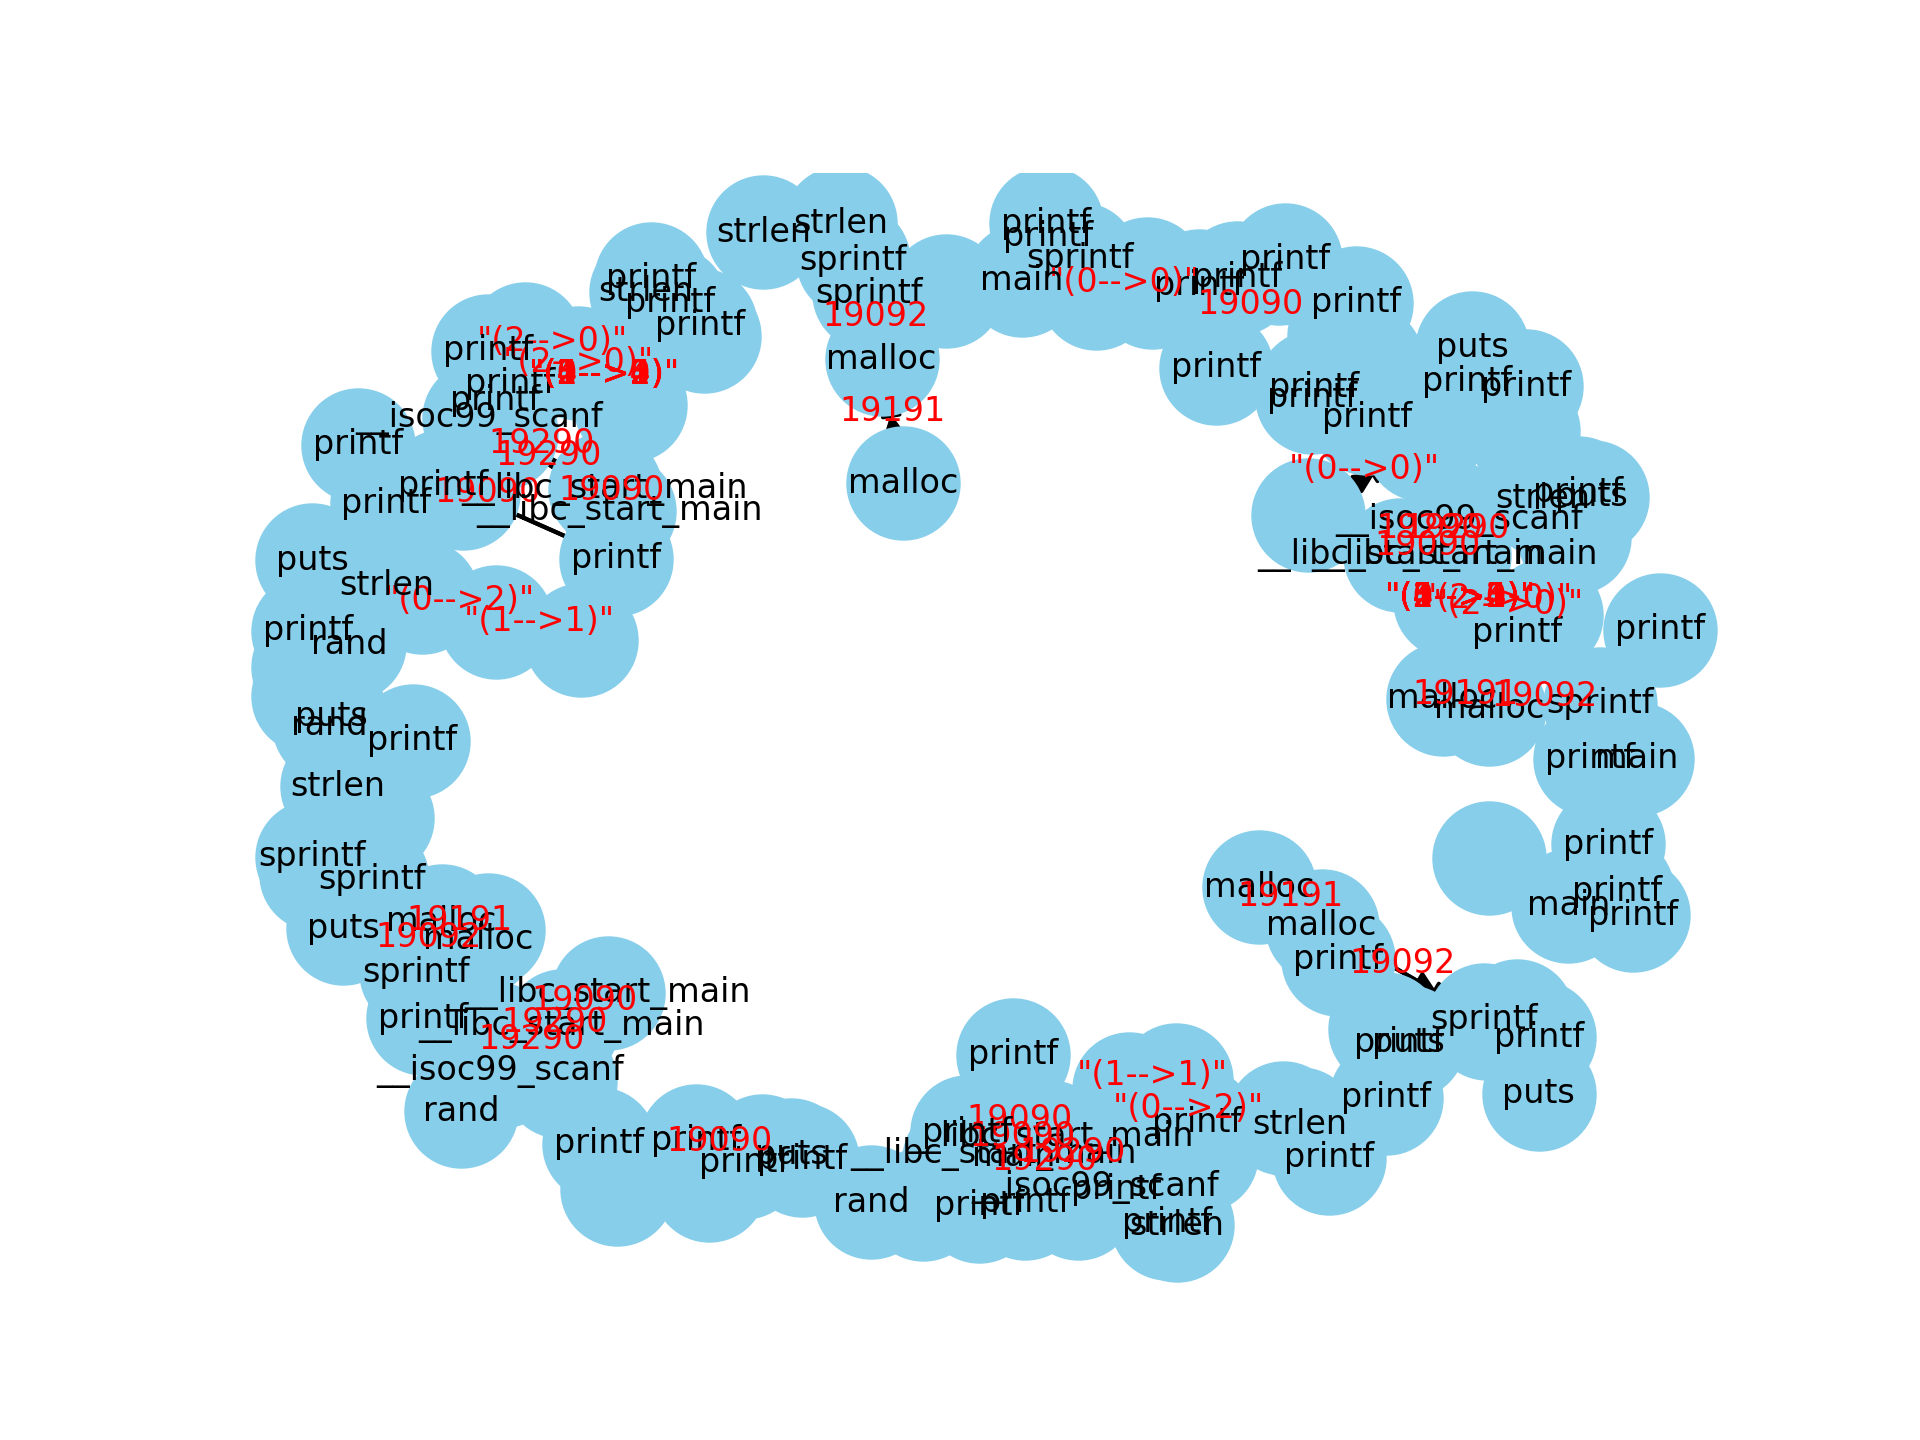 strlen
strlen
printf
printf
sprintf
sprintf
sprintf
main
"(0-->0)"
printf
printf
printf
19090
printf
printf
strlen
printf
printf
19092
malloc
19191
malloc
"(2-->0)"
printf
printf
printf
__isoc99_scanf
19290
19290
19090
19090
printf
printf
printf
__libc_start_main
__libc_start_main
printf
puts
strlen
"(0-->2)"
"(1-->1)"
printf
rand
puts
rand
printf
strlen
sprintf
sprintf
puts
malloc
19191
19092
malloc
sprintf
printf
__libc_start_main
19090
__libc_start_main
19290
19290
__isoc99_scanf
rand
printf
puts
printf
printf
printf
printf
printf
"(0-->0)"
strlen
printf
puts
__isoc99_scanf
19090
"(2-->0)"
printf
printf
malloc
19191
malloc
19092
sprintf
printf
main
printf
printf
main
printf
malloc
19191
malloc
printf
19092
sprintf
printf
puts
printf
puts
printf
strlen
printf
printf
"(1-->1)"
"(0-->2)"
printf
printf
19090
19090
19290
__isoc99_scanf
printf
printf
printf
printf
strlen
rand
printf
printf
19090
printf
puts
printf